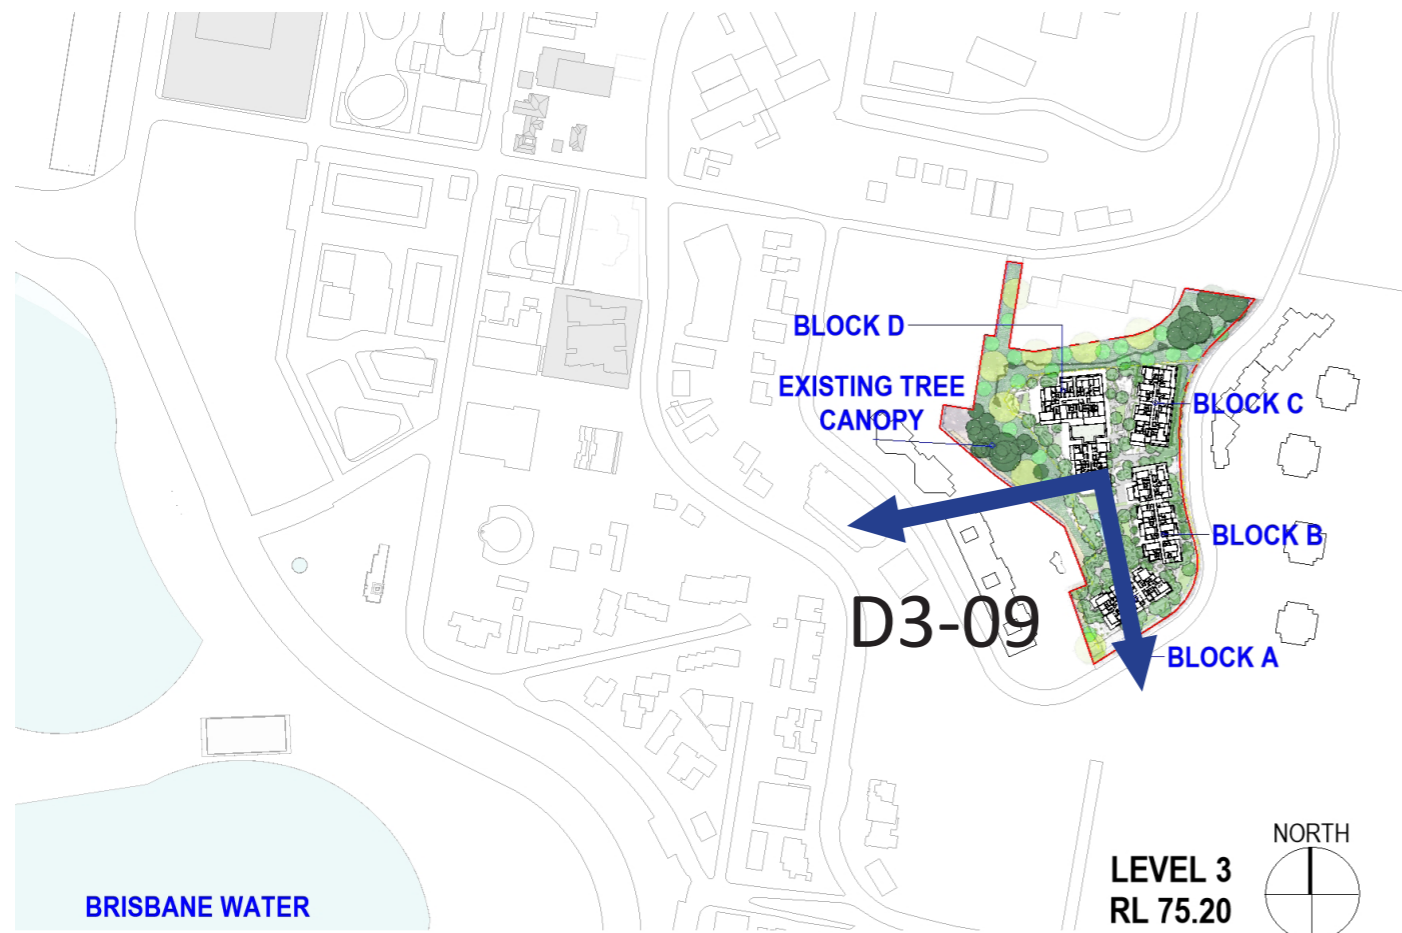 BLOCK D
EXISTING TREE
CANOPY
BLOCK C
BLOCK B
D3-09
BLOCK A
NORTH
LEVEL 3
RL 75.20
BRISBANE WATER